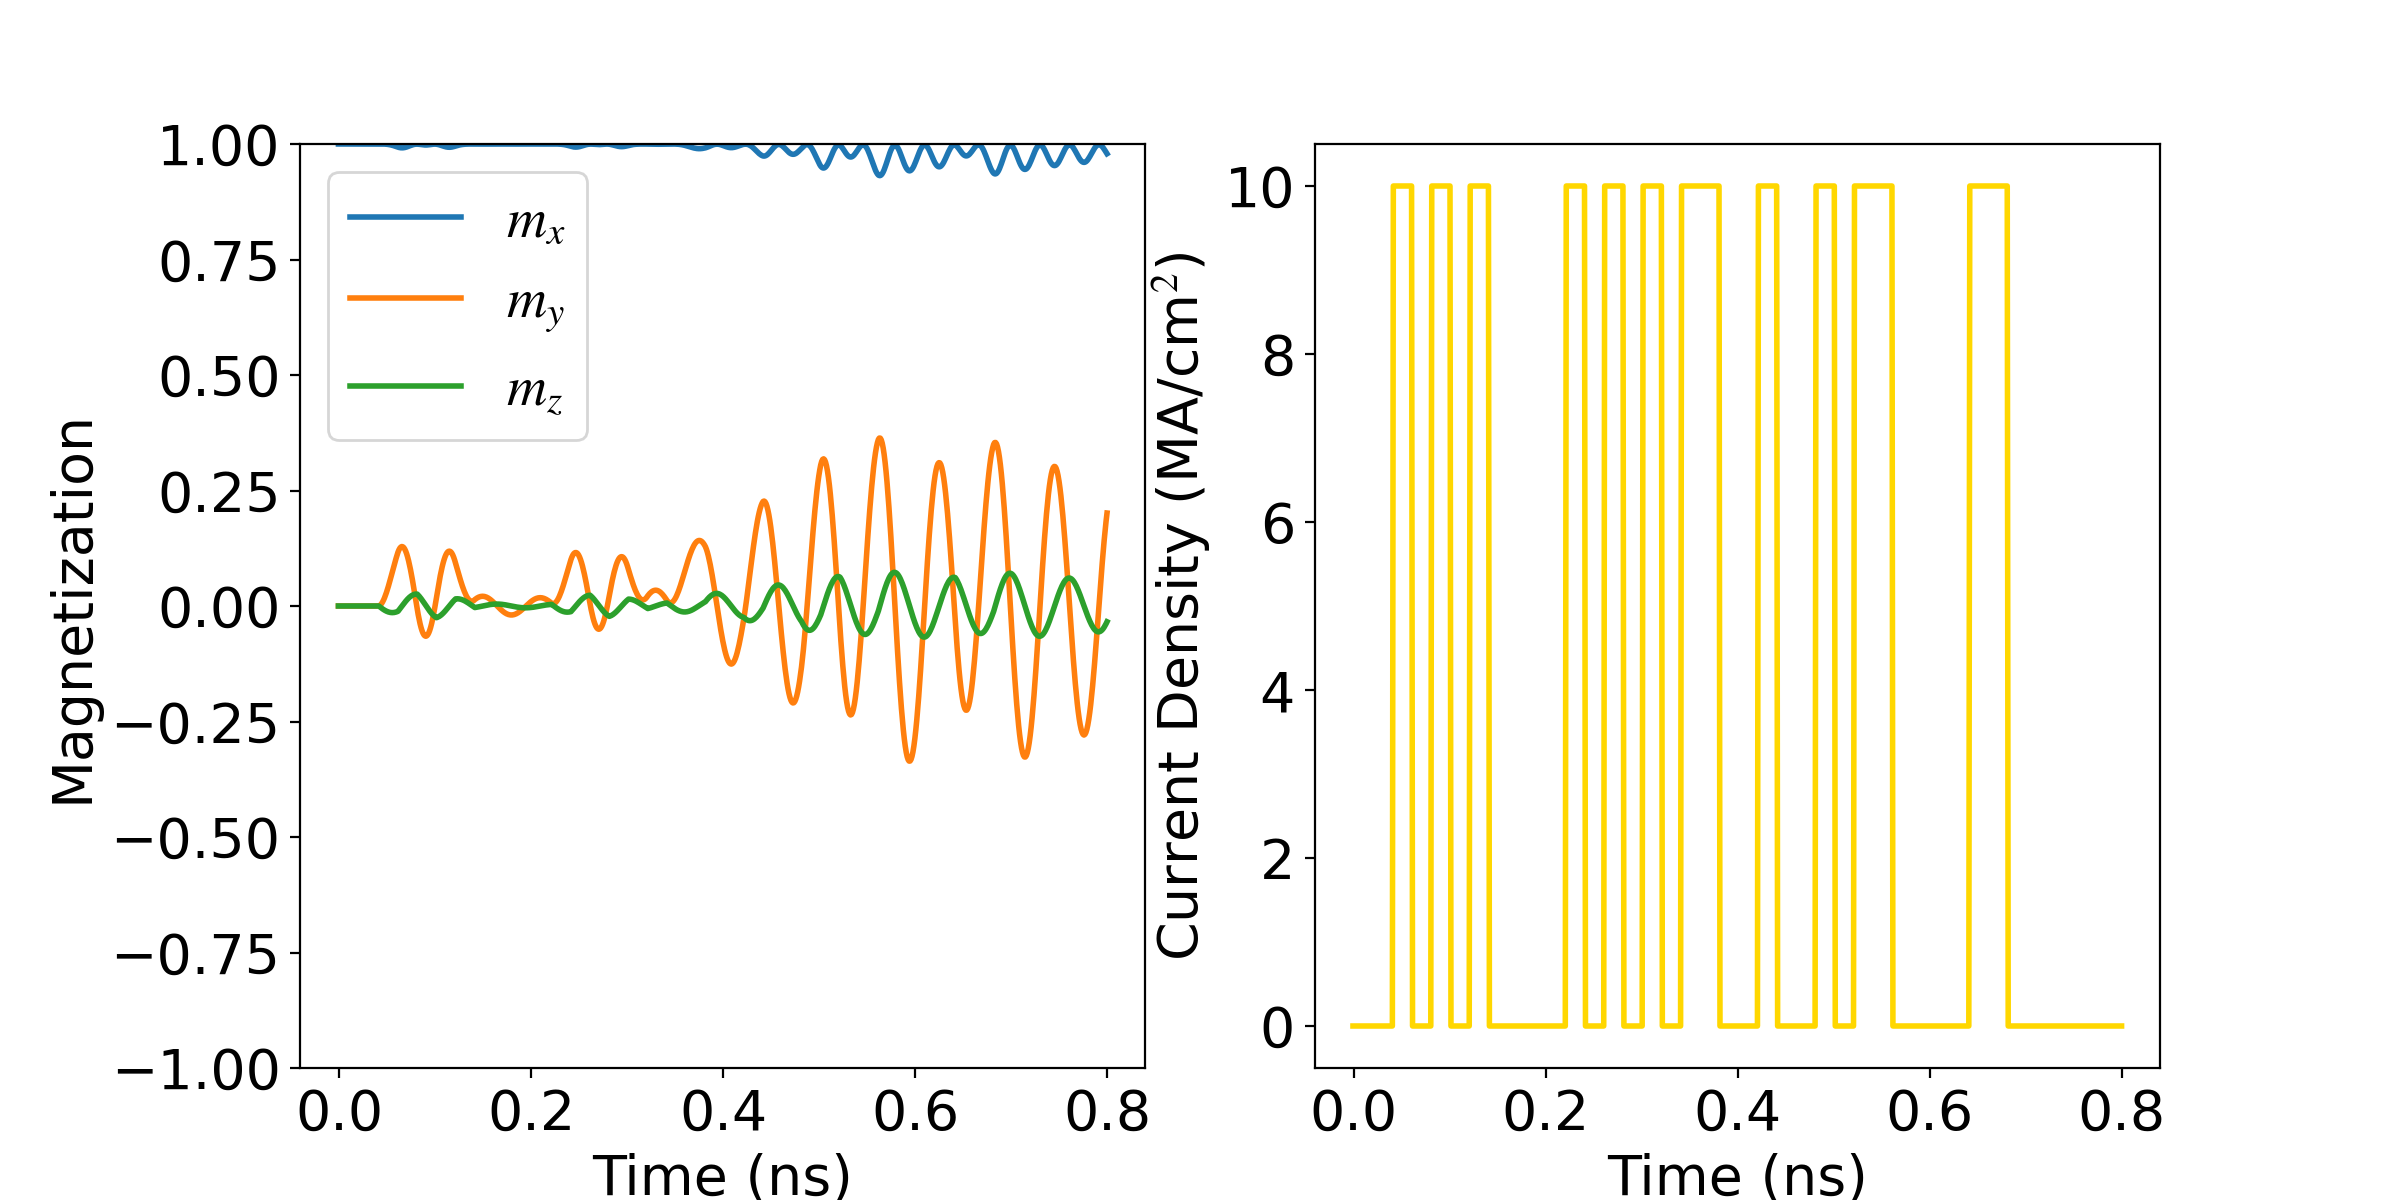 1.00
0.75
0.50
0.25
0.00
−0.25
−0.50
−0.75
−1.00
Magnetization
m_x
m_y
m_z
0.0 0.2 0.4 0.6 0.8
Time (ns)
10
8
6
4
2
0
Current Density (MA/cm²)
0.0 0.2 0.4 0.6 0.8
Time (ns)